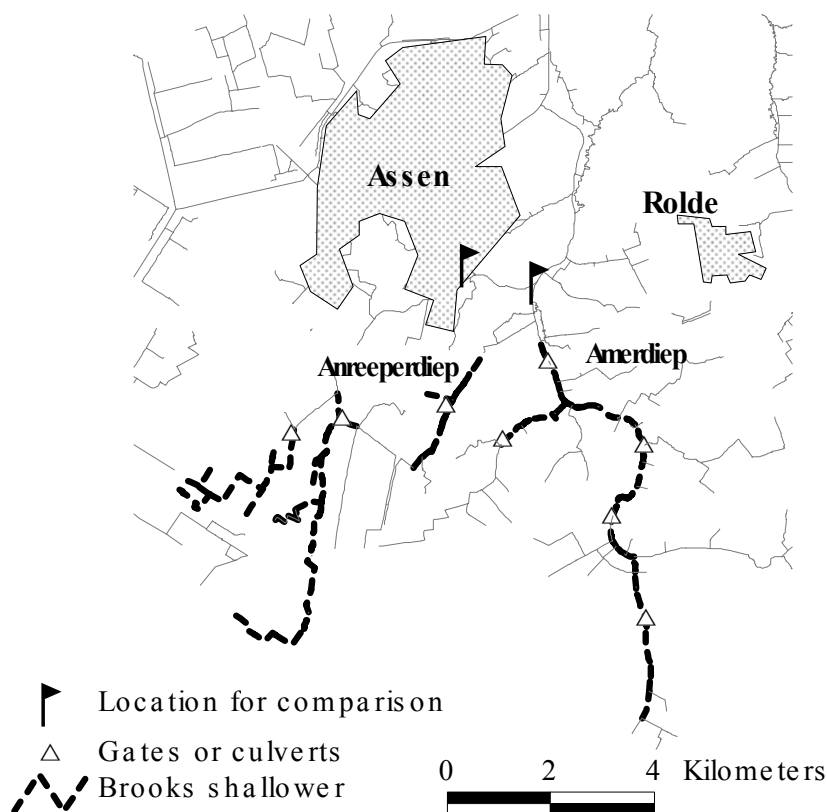 Assen
Rolde
Anreeperdiep
Amerdiep
Location for comparison
Gates or culverts
Brooks shallower
0 2 4 Kilometers